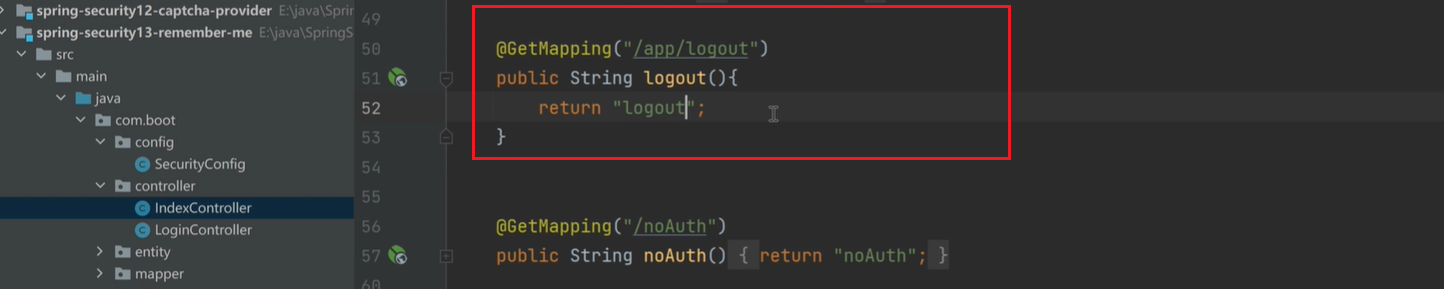 spring-security12-captcha-provider E:\java\Spring
spring-security13-remember-me E:\java\SpringS
src
main
java
com.boot
config
SecurityConfig
controller
IndexController
LoginController
entity
mapper
49
50 @GetMapping("/app/logout")
51 public String logout(){
52 return "logout";
53 }
54
55
56 @GetMapping("/noAuth")
57 public String noAuth() { return "noAuth"; }
60